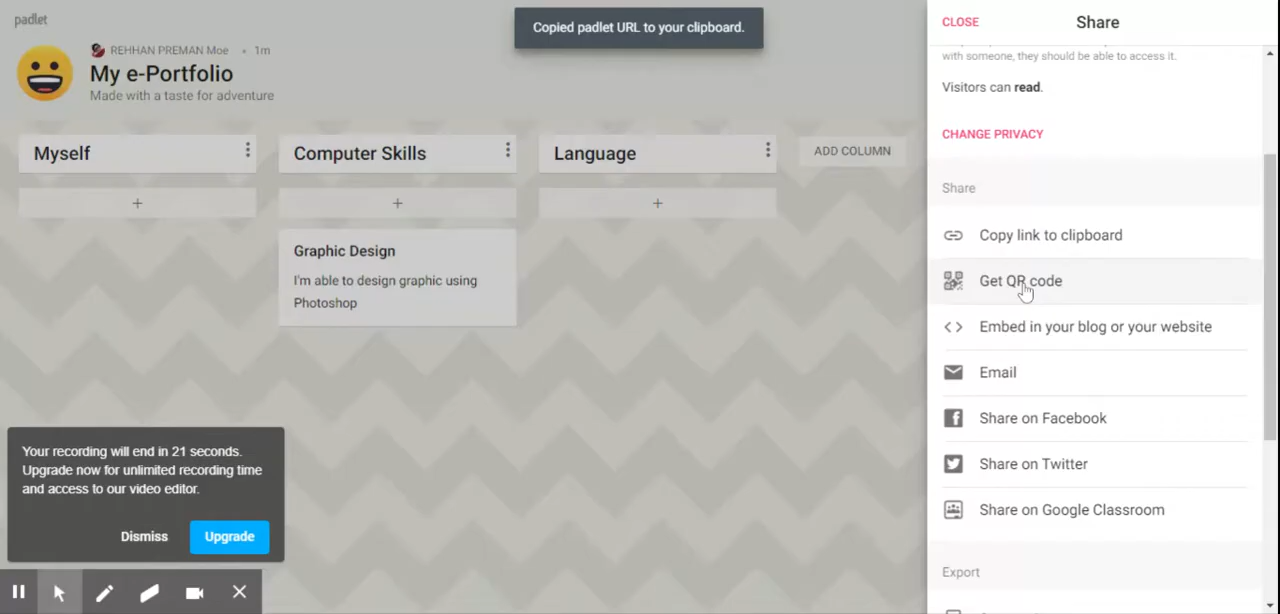 padlet
REHHAN PREMAN Moe • 1m
My e-Portfolio
Made with a taste for adventure
Copied padlet URL to your clipboard.
Myself
Computer Skills
Language
ADD COLUMN
+
+
+
Graphic Design
I'm able to design graphic using
Photoshop
Your recording will end in 21 seconds.
Upgrade now for unlimited recording time
and access to our video editor.
Dismiss
Upgrade
CLOSE
Share
with someone, they should be able to access it.
Visitors can read.
CHANGE PRIVACY
Share
Copy link to clipboard
Get QR code
Embed in your blog or your website
Email
Share on Facebook
Share on Twitter
Share on Google Classroom
Export